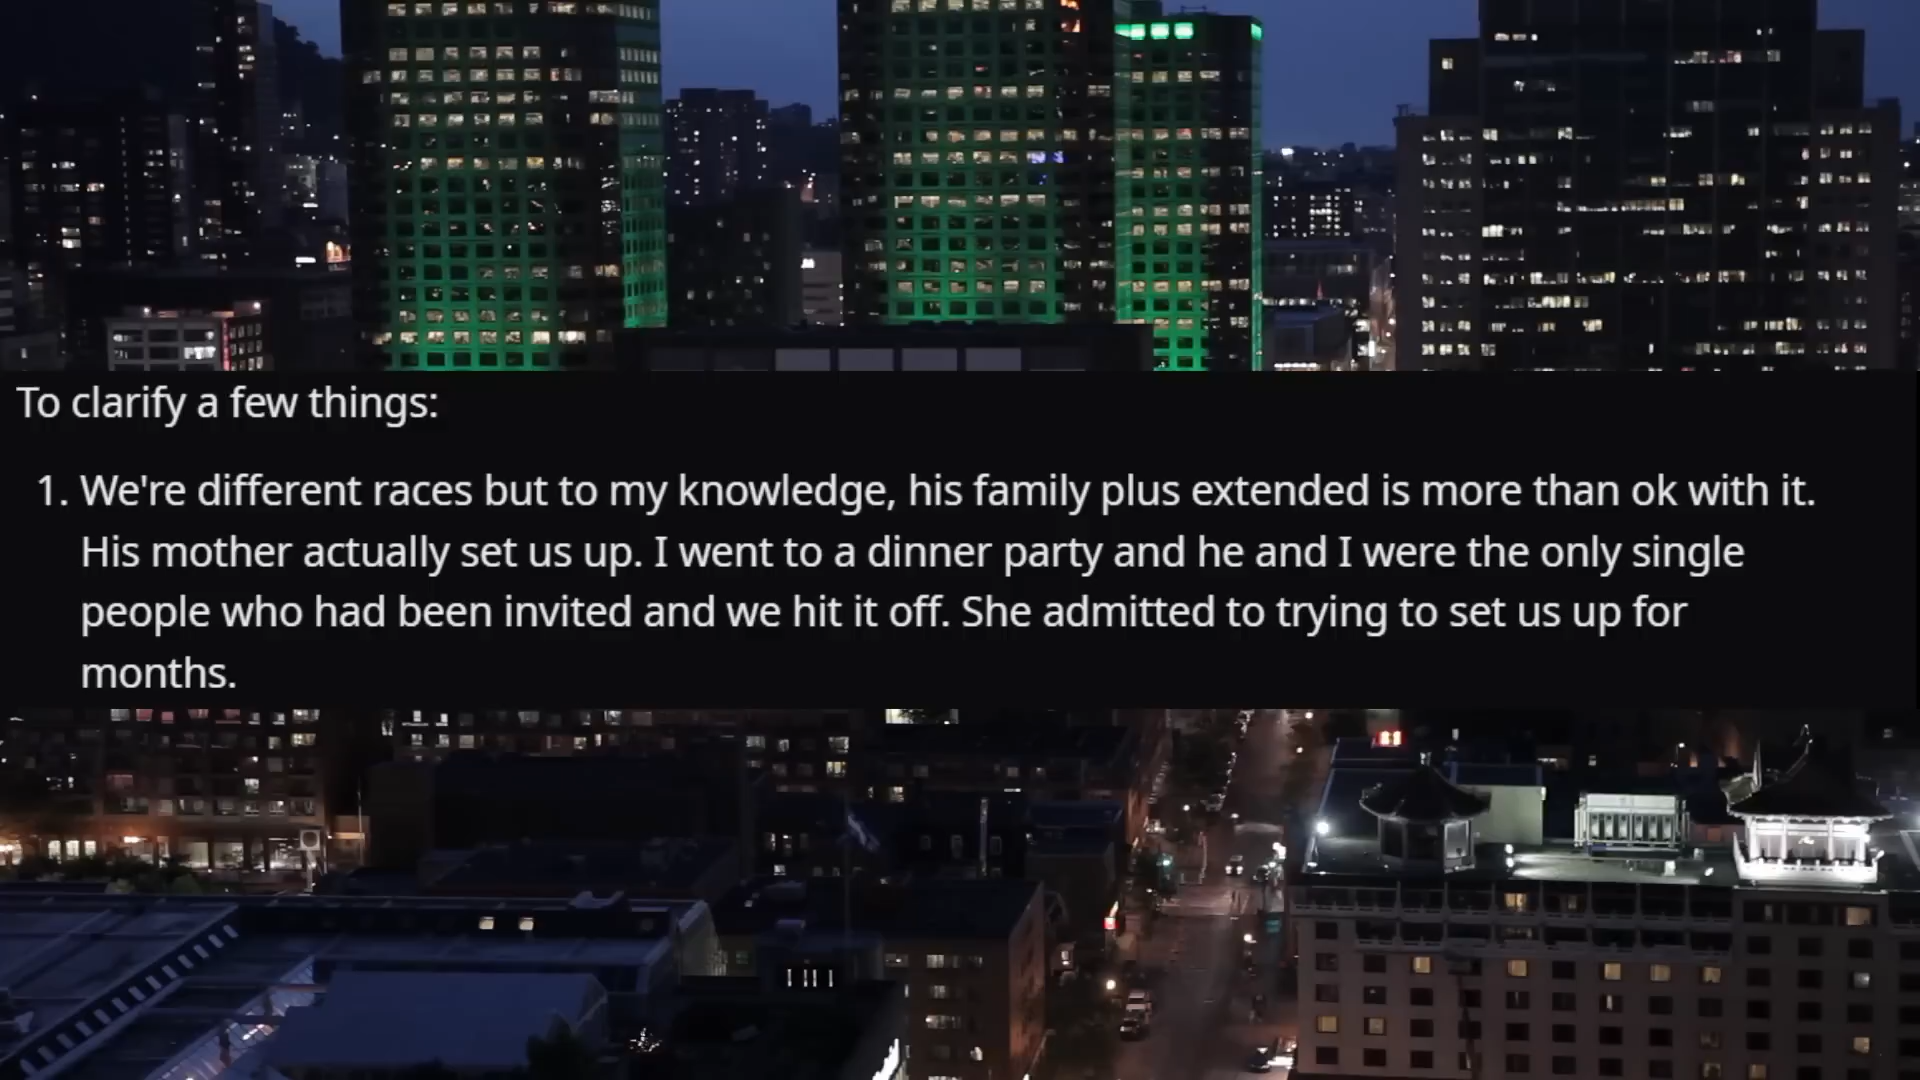 To clarify a few things:
1. We're different races but to my knowledge, his family plus extended is more than ok with it.
His mother actually set us up. I went to a dinner party and he and I were the only single
people who had been invited and we hit it off. She admitted to trying to set us up for
months.